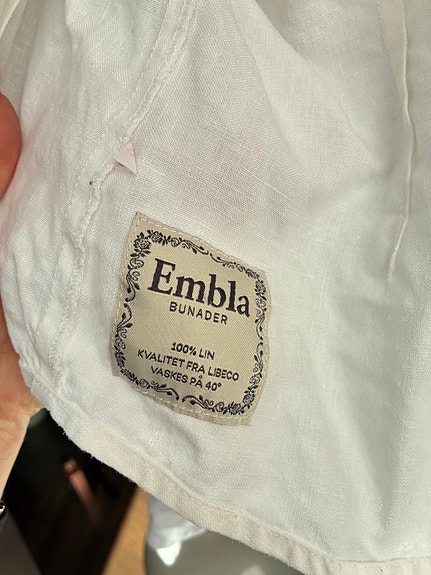 Embla
BUNADER
100% LIN
KVALITET FRA LIBECO
VASKES PÅ 40°